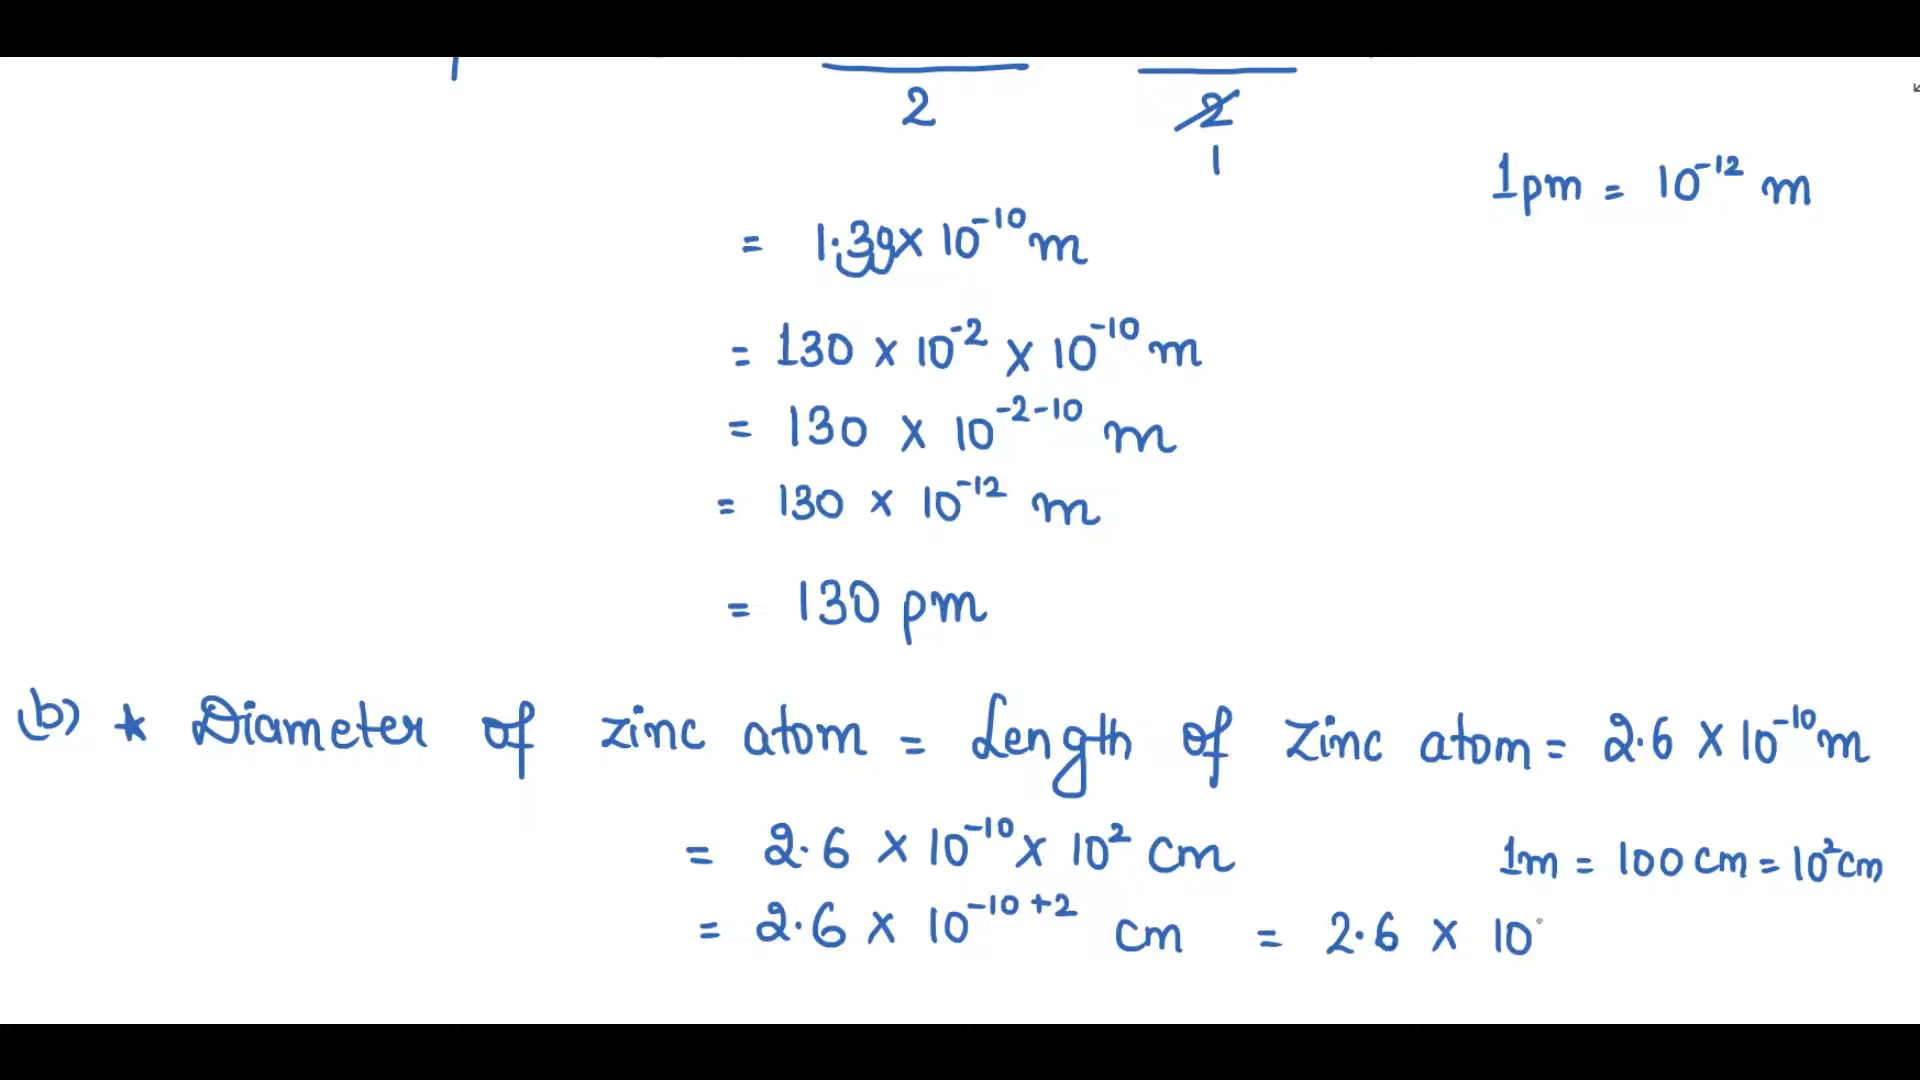 2 2
1
1pm = 10⁻¹² m
= 1.30 × 10⁻¹⁰ m
= 130 × 10⁻² × 10⁻¹⁰ m
= 130 × 10⁻²⁻¹⁰ m
= 130 × 10⁻¹² m
= 130 pm
(b) * Diameter of zinc atom = Length of Zinc atom = 2.6 × 10⁻¹⁰ m
= 2.6 × 10⁻¹⁰ × 10² cm 1m = 100 cm = 10² cm
= 2.6 × 10⁻¹⁰⁺² cm = 2.6 × 10